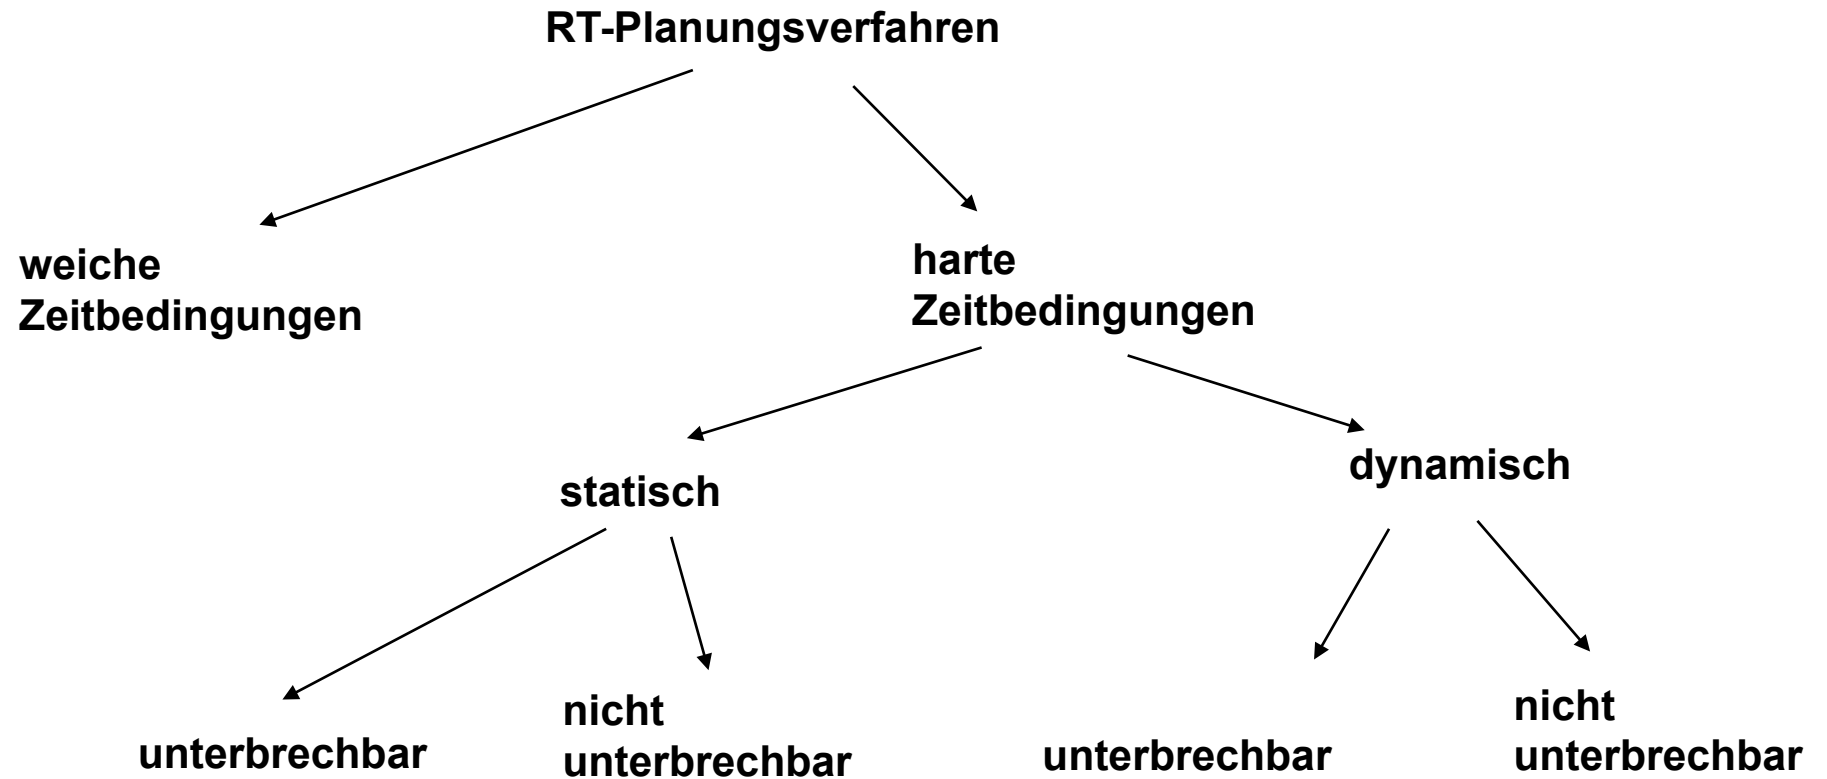 RT-Planungsverfahren
weiche
Zeitbedingungen
harte
Zeitbedingungen
statisch
dynamisch
unterbrechbar
nicht
unterbrechbar
unterbrechbar
nicht
unterbrechbar